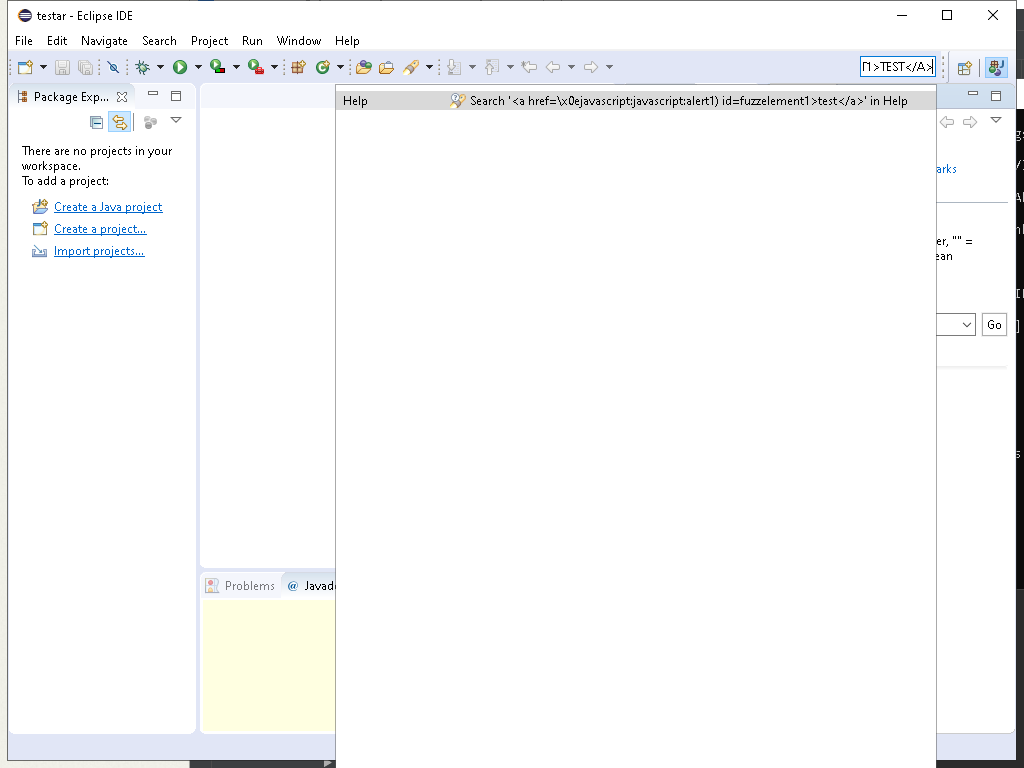 testar - Eclipse IDE
File Edit Navigate Search Project Run Window Help
1>TEST</A>
Package Exp...
Help Search '<a href=\x0ejavascript:javascript:alert1) id=fuzzelement1>test</a>' in Help
There are no projects in your
workspace.
To add a project:
Create a Java project
Create a project...
Import projects...
arks
er, "" =
ean
Go
Problems @ Javad